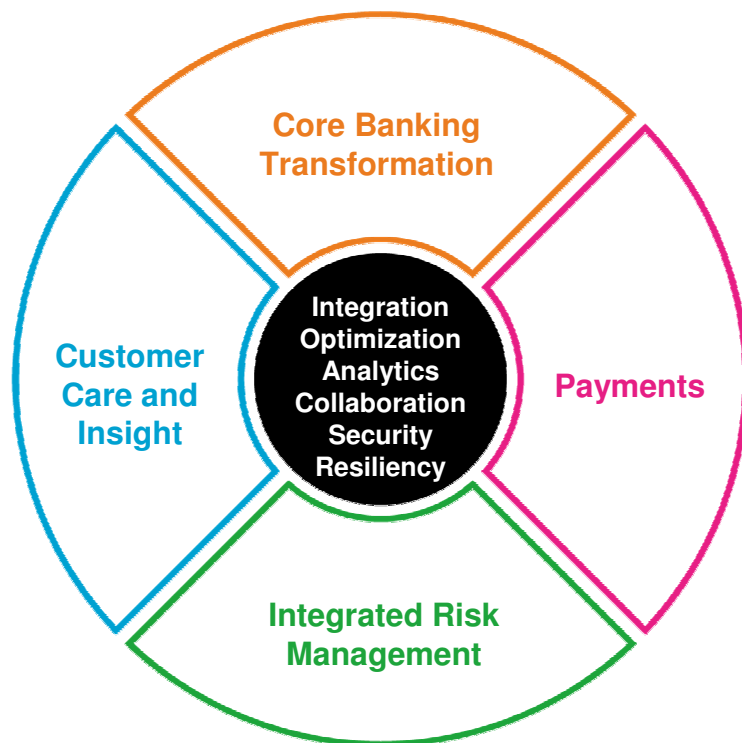 Core Banking
Transformation
Customer
Care and
Insight
Integration
Optimization
Analytics
Collaboration
Security
Resiliency
Payments
Integrated Risk
Management